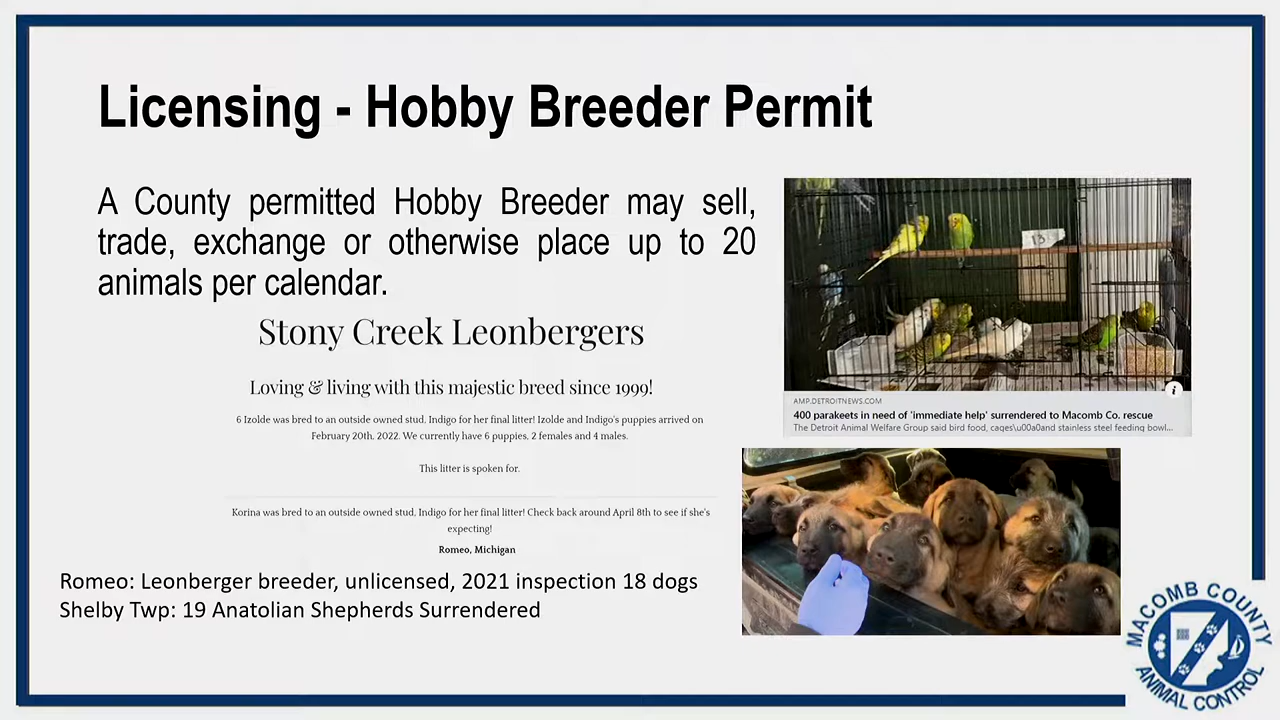 Licensing - Hobby Breeder Permit
A County permitted Hobby Breeder may sell,
trade, exchange or otherwise place up to 20
animals per calendar.
Stony Creek Leonbergers
Loving & living with this majestic breed since 1999!
6 Izolde was bred to an outside owned stud, Indigo for her final litter! Izolde and Indigo's puppies arrived on
February 20th, 2022. We currently have 6 puppies, 2 females and 4 males.
This litter is spoken for.
Korina was bred to an outside owned stud, Indigo for her final litter! Check back around April 8th to see if she's
expecting!
Romeo, Michigan
Romeo: Leonberger breeder, unlicensed, 2021 inspection 18 dogs
Shelby Twp: 19 Anatolian Shepherds Surrendered
i
AMP.DETROITNEWS.COM
400 parakeets in need of 'immediate help' surrendered to Macomb Co. rescue
The Detroit Animal Welfare Group said bird food, cages\u00a0and stainless steel feeding bowl...
MACOMB COUNTY
ANIMAL CONTROL